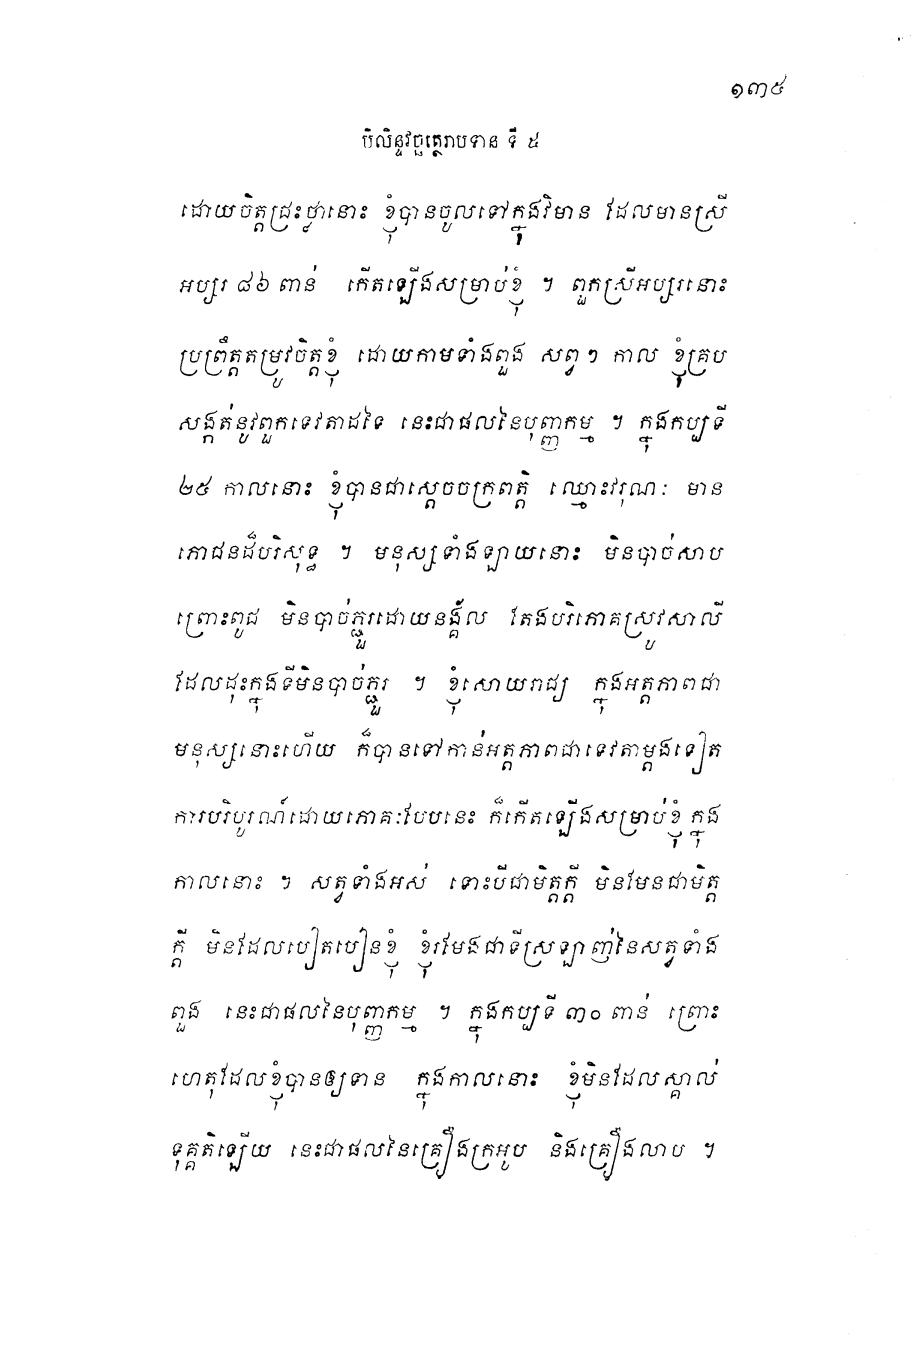 ១៣៥
បិលិន្ទវច្ឆត្ថេរាបទាន ទី ៥
ដោយចិត្តជ្រះថ្លានោះ ខ្ញុំបានចូលទៅក្នុងវិមាន ដែលមានស្រី
អប្សរ ៨៦ ពាន់ កើតឡើងសម្រាប់ខ្ញុំ ។ ពួកស្រីអប្សរនោះ
ប្រព្រឹត្តតម្រូវចិត្តខ្ញុំ ដោយកាមទាំងពួង សព្វ ៗ កាល ខ្ញុំគ្រប
សង្កត់នូវពួកទេវតាដទៃ នេះជាផលនៃបុញ្ញកម្ម ។ ក្នុងកប្បទី
២៥ កាលនោះ ខ្ញុំបានជាស្តេចចក្រពត្តិ ឈ្មោះវរុណៈ មាន
ភោជនដ៏បរិសុទ្ធ ។ មនុស្សទាំងឡាយនោះ មិនបាច់សាប
ព្រោះពូជ មិនបាច់ភ្ជួរដោយនង្គ័ល តែងបរិភោគស្រូវសាលី
ដែលដុះក្នុងទីមិនបាច់ភ្ជួរ ។ ខ្ញុំសោយរាជ្យ ក្នុងអត្តភាពជា
មនុស្សនោះហើយ ក៏បានទៅកាន់អត្តភាពជាទេវតាម្តងទៀត
ការបរិបូរណ៍ដោយភោគៈបែបនេះ ក៏កើតឡើងសម្រាប់ខ្ញុំ ក្នុង
កាលនោះ ។ សត្វទាំងអស់ ទោះបីជាមិត្តក្តី មិនមែនជាមិត្ត
ក្តី មិនដែលបៀតបៀនខ្ញុំ ខ្ញុំរមែងជាទីស្រឡាញ់នៃសត្វទាំង
ពួង នេះជាផលនៃបុញ្ញកម្ម ។ ក្នុងកប្បទី ៣០ ពាន់ ព្រោះ
ហេតុដែលខ្ញុំបានឲ្យទាន ក្នុងកាលនោះ ខ្ញុំមិនដែលស្គាល់
ទុគ្គតិឡើយ នេះជាផលនៃគ្រឿងក្រអូប និងគ្រឿងលាប ។